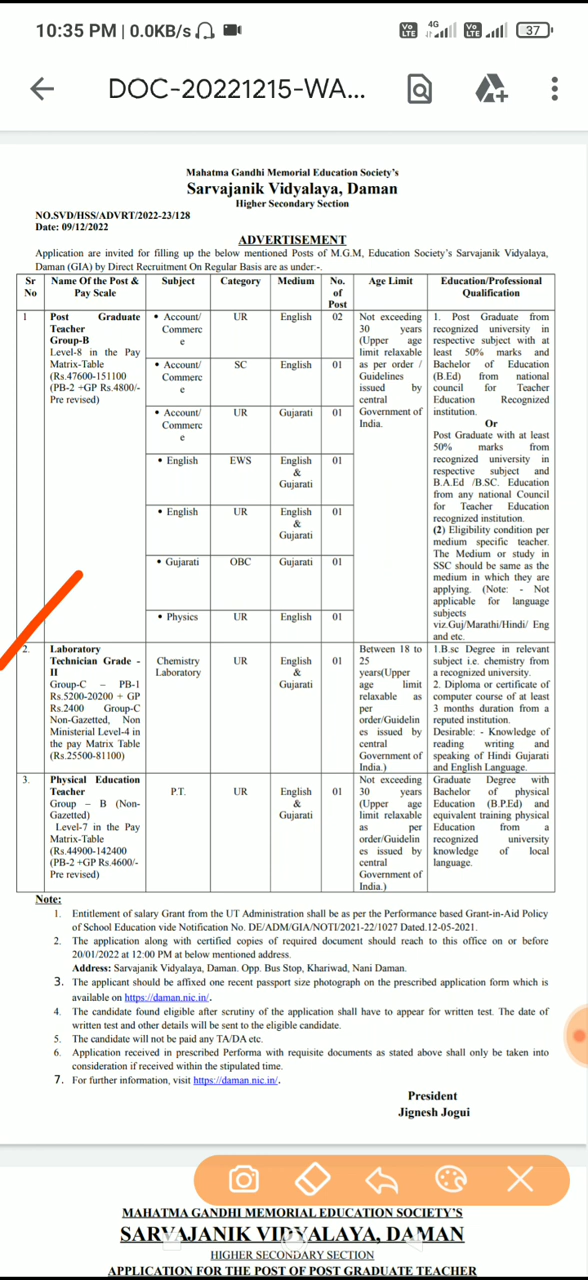 10:35 PM | 0.0KB/s
Vo LTE 4G Vo LTE 37
DOC-20221215-WA...
Mahatma Gandhi Memorial Education Society's
Sarvajanik Vidyalaya, Daman
Higher Secondary Section
NO.SVD/HSS/ADVRT/2022-23/128
Date: 09/12/2022
ADVERTISEMENT
Application are invited for filling up the below mentioned Posts of M.G.M, Education Society's Sarvajanik Vidyalaya,
Daman (GIA) by Direct Recruitment On Regular Basis are as under:-.
Sr No | Name Of the Post & Pay Scale | Subject | Category | Medium | No. of Post | Age Limit | Education/Professional Qualification
1
Post Graduate
Teacher
Group-B
Level-8 in the Pay
Matrix-Table
(Rs.47600-151100
(PB-2 +GP Rs.4800/-
Pre revised)
• Account/
Commerc
e
UR
English
02
• Account/
Commerc
e
SC
English
01
• Account/
Commerc
e
UR
Gujarati
01
• English
EWS
English
&
Gujarati
01
• English
UR
English
&
Gujarati
01
• Gujarati
OBC
Gujarati
01
• Physics
UR
English
01
Not exceeding
30 years
(Upper age
limit relaxable
as per order /
Guidelines
issued by
central
Government of
India.
1. Post Graduate from
recognized university in
respective subject with at
least 50% marks and
Bachelor of Education
(B.Ed) from national
council for Teacher
Education Recognized
institution.
Or
Post Graduate with at least
50% marks from
recognized university in
respective subject and
B.A.Ed /B.SC. Education
from any national Council
for Teacher Education
recognized institution.
(2) Eligibility condition per
medium specific teacher.
The Medium or study in
SSC should be same as the
medium in which they are
applying. (Note: - Not
applicable for language
subjects
viz.Guj/Marathi/Hindi/ Eng
and etc.
2.
Laboratory
Technician Grade -
II
Group-C – PB-1
Rs.5200-20200 + GP
Rs.2400 Group-C
Non-Gazetted, Non
Ministerial Level-4 in
the pay Matrix Table
(Rs.25500-81100)
Chemistry
Laboratory
UR
English
&
Gujarati
01
Between 18 to
25
years(Upper
age limit
relaxable as
per
order/Guidelin
es issued by
central
Government of
India.)
1.B.sc Degree in relevant
subject i.e. chemistry from
a recognized university.
2. Diploma or certificate of
computer course of at least
3 months duration from a
reputed institution.
Desirable: - Knowledge of
reading writing and
speaking of Hindi Gujarati
and English Language.
3.
Physical Education
Teacher
Group – B (Non-
Gazetted)
Level-7 in the Pay
Matrix-Table
(Rs.44900-142400
(PB-2 +GP Rs.4600/-
Pre revised)
P.T.
UR
English
&
Gujarati
01
Not exceeding
30 years
(Upper age
limit relaxable
as per
order/Guidelin
es issued by
central
Government of
India.)
Graduate Degree with
Bachelor of physical
Education (B.P.Ed) and
equivalent training physical
Education from a
recognized university
knowledge of local
language.
Note:
1. Entitlement of salary Grant from the UT Administration shall be as per the Performance based Grant-in-Aid Policy
of School Education vide Notification No. DE/ADM/GIA/NOTI/2021-22/1027 Dated.12-05-2021.
2. The application along with certified copies of required document should reach to this office on or before
20/01/2022 at 12:00 PM at below mentioned address.
Address: Sarvajanik Vidyalaya, Daman. Opp. Bus Stop, Khariwad, Nani Daman.
3. The applicant should be affixed one recent passport size photograph on the prescribed application form which is
available on https://daman.nic.in/.
4. The candidate found eligible after scrutiny of the application shall have to appear for written test. The date of
written test and other details will be sent to the eligible candidate.
5. The candidate will not be paid any TA/DA etc.
6. Application received in prescribed Performa with requisite documents as stated above shall only be taken into
consideration if received within the stipulated time.
7. For further information, visit https://daman.nic.in/.
President
Jignesh Jogui
MAHATMA GANDHI MEMORIAL EDUCATION SOCIETY'S
SARVAJANIK VIDYALAYA, DAMAN
HIGHER SECONDARY SECTION
APPLICATION FOR THE POST OF POST GRADUATE TEACHER